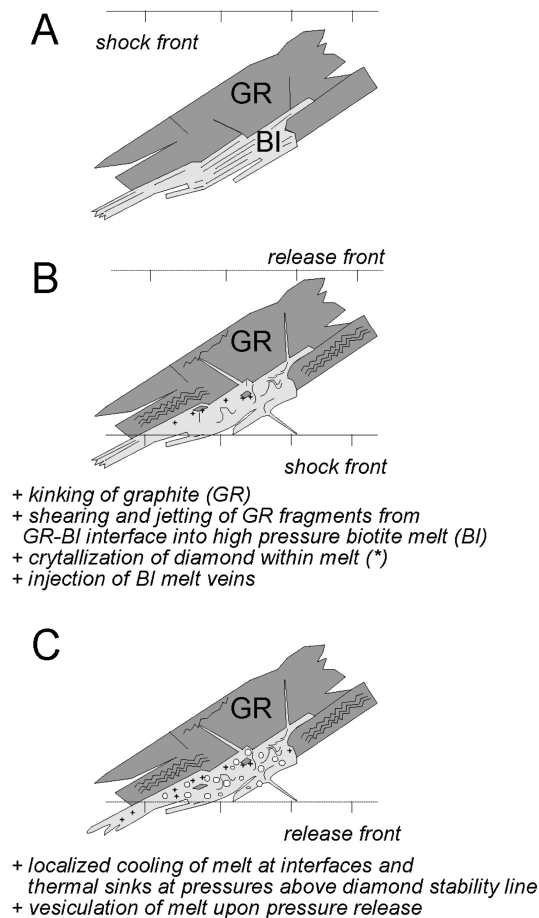 A
shock front
GR
BI
release front
B
GR
shock front
+ kinking of graphite (GR)
+ shearing and jetting of GR fragments from
GR-BI interface into high pressure biotite melt (BI)
+ crytallization of diamond within melt (*)
+ injection of BI melt veins
C
GR
release front
+ localized cooling of melt at interfaces and
thermal sinks at pressures above diamond stability line
+ vesiculation of melt upon pressure release